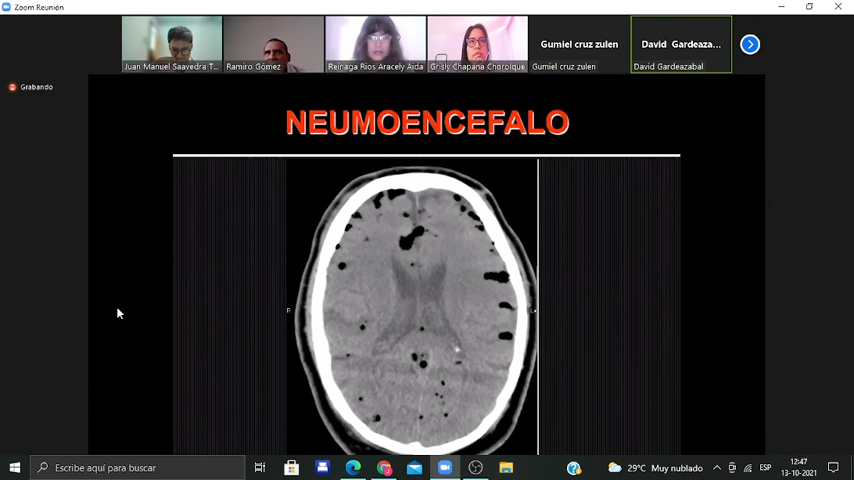 Zoom Reunión
Juan Manuel Saavedra T...
Ramiro Gómez
Reinaga Rios Aracely Aida
Grisly Chapana Chorolque
Gumiel cruz zulen
Gumiel cruz zulen
David Gardeaza...
David Gardeazabal
Grabando
NEUMOENCEFALO
R
L
Escribe aquí para buscar
29°C Muy nublado
ESP
12:47
13-10-2021